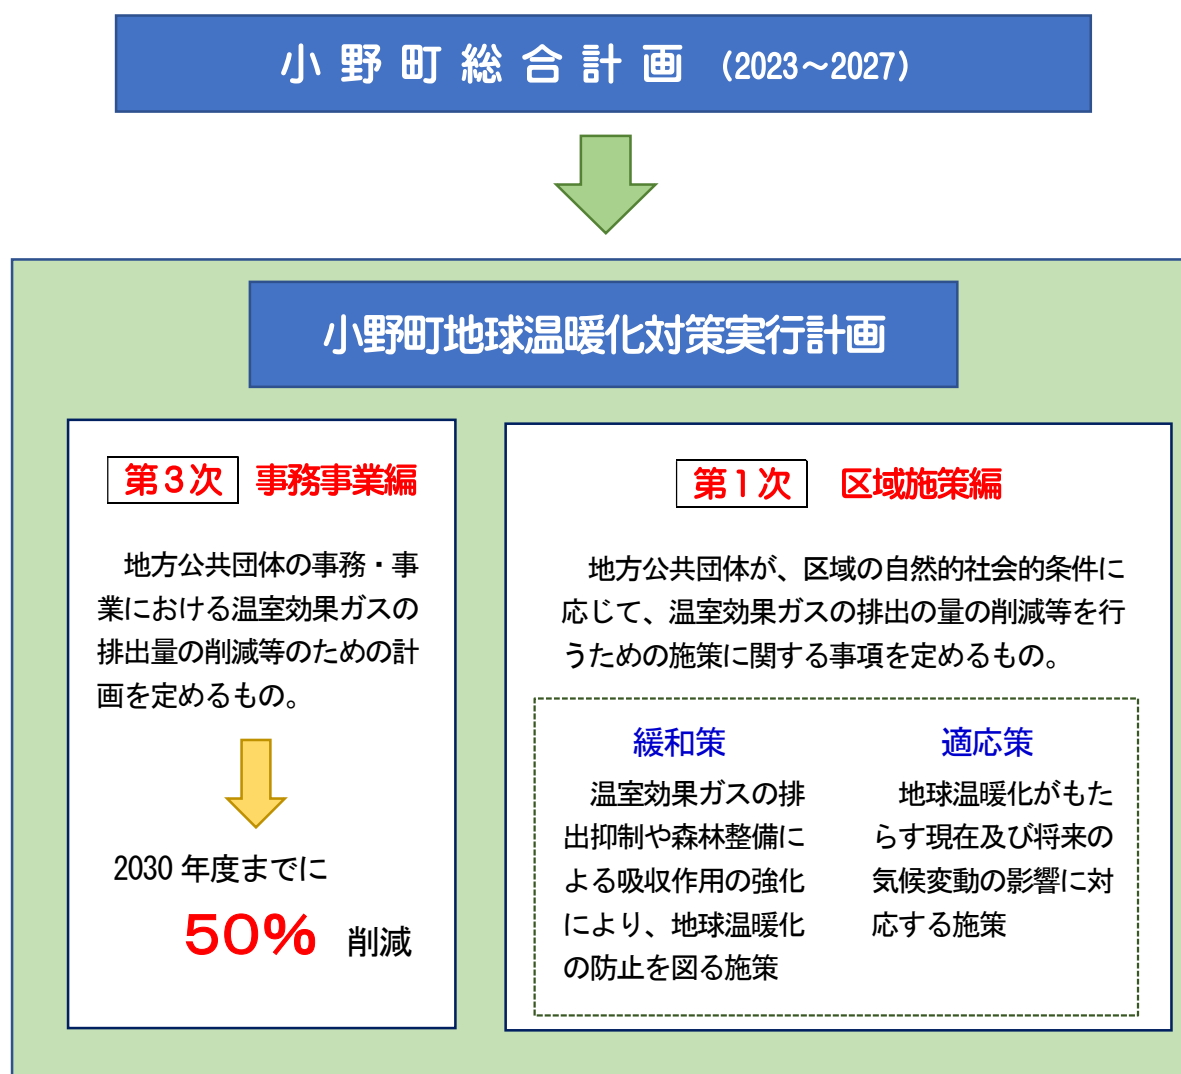 小野町総合計画 （2023～2027）
小野町地球温暖化対策実行計画
第３次 事務事業編
地方公共団体の事務・事
業における温室効果ガスの
排出量の削減等のための計
画を定めるもの。
2030 年度までに
50% 削減
第１次 区域施策編
地方公共団体が、区域の自然的社会的条件に
応じて、温室効果ガスの排出の量の削減等を行
うための施策に関する事項を定めるもの。
緩和策
温室効果ガスの排
出抑制や森林整備に
よる吸収作用の強化
により、地球温暖化
の防止を図る施策
適応策
地球温暖化がもた
らす現在及び将来の
気候変動の影響に対
応する施策